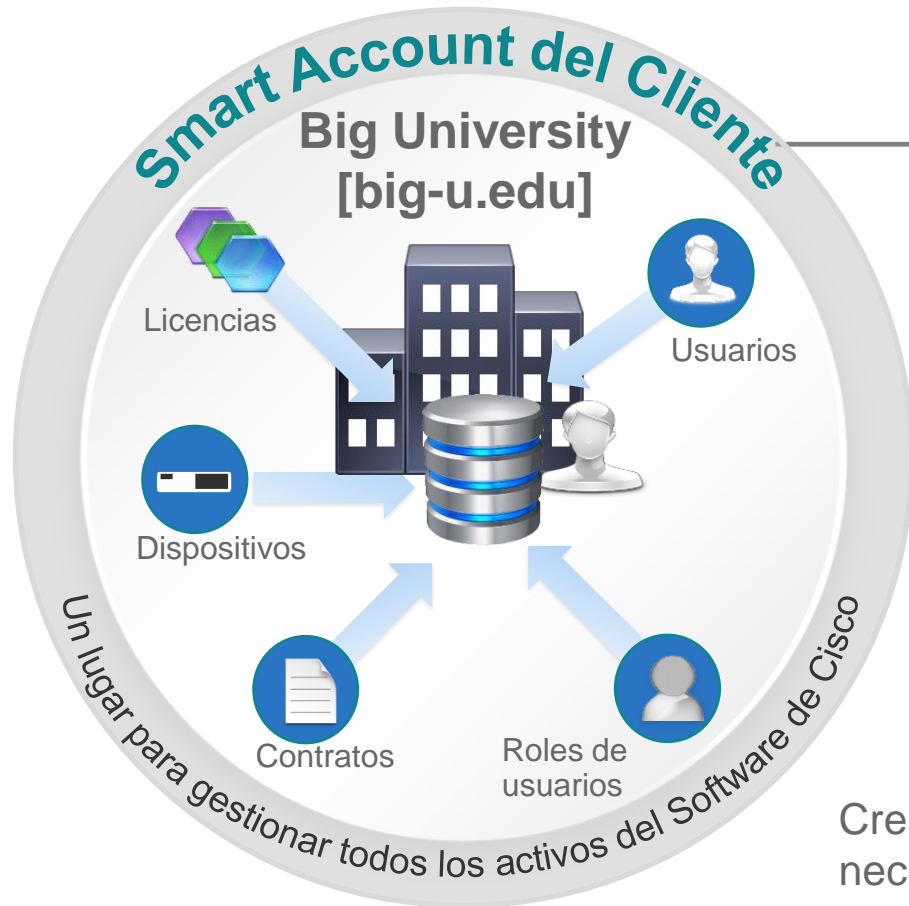 Smart Account del Cliente
Big University
[big-u.edu]
Licencias
Usuarios
Dispositivos
Contratos
Roles de
usuarios
Un lugar para gestionar todos los activos del Software de Cisco